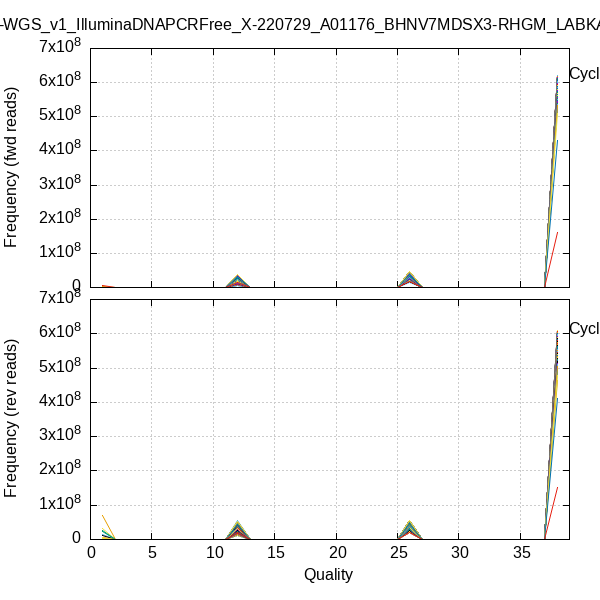 -WGS_v1_IlluminaDNAPCRFree_X-220729_A01176_BHNV7MDSX3-RHGM_LABKA
7x10^8
6x10^8
5x10^8
4x10^8
3x10^8
2x10^8
1x10^8
0
Frequency (fwd reads)
Cycl
7x10^8
6x10^8
5x10^8
4x10^8
3x10^8
2x10^8
1x10^8
0
Frequency (rev reads)
Cycl
0 5 10 15 20 25 30 35
Quality